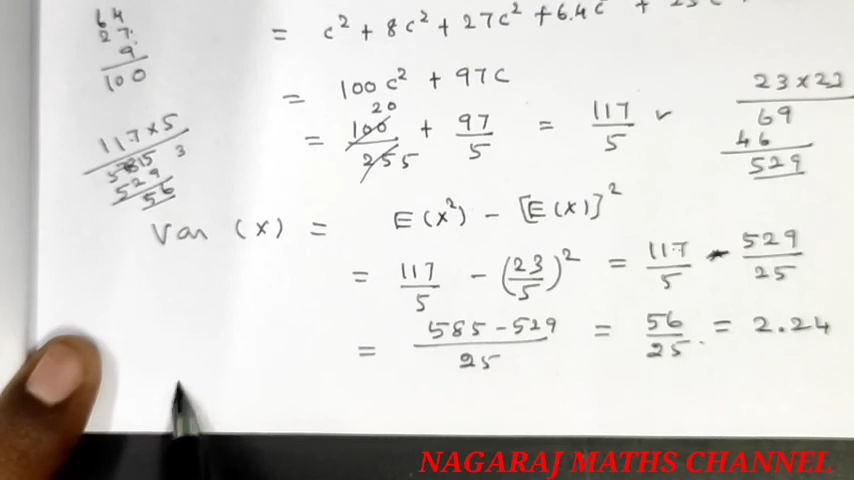 64
27
9
100
= c² + 8c² + 27c² + 64c
= 100c² + 97c
20
= 100/25 5 + 97/5 = 117/5
23 × 23
69
46
529
117 × 5
585
529
56
Var (X) = E(X²) - [E(X)]²
= 117/5 - (23/5)² = 117/5 - 529/25
= 585 - 529/25 = 56/25 = 2.24
NAGARAJ MATHS CHANNEL